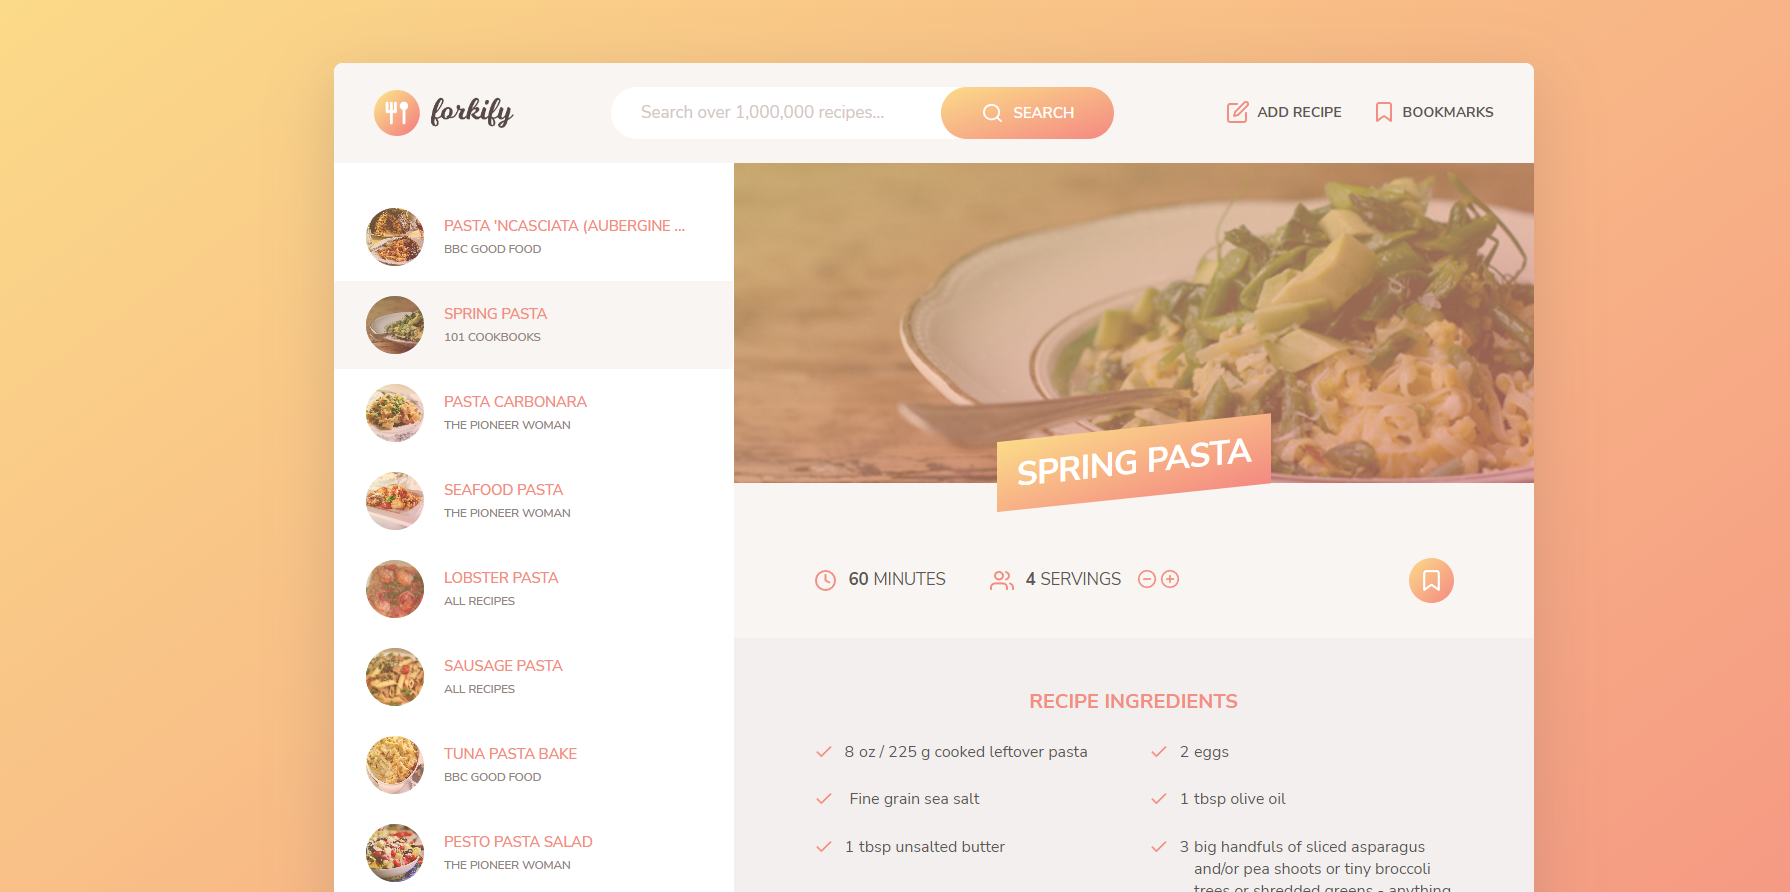 forkify
Search over 1,000,000 recipes...
SEARCH
ADD RECIPE
BOOKMARKS
PASTA 'NCASCIATA (AUBERGINE ...
BBC GOOD FOOD
SPRING PASTA
101 COOKBOOKS
PASTA CARBONARA
THE PIONEER WOMAN
SEAFOOD PASTA
THE PIONEER WOMAN
LOBSTER PASTA
ALL RECIPES
SAUSAGE PASTA
ALL RECIPES
TUNA PASTA BAKE
BBC GOOD FOOD
PESTO PASTA SALAD
THE PIONEER WOMAN
SPRING PASTA
60 MINUTES
4 SERVINGS
RECIPE INGREDIENTS
8 oz / 225 g cooked leftover pasta
2 eggs
Fine grain sea salt
1 tbsp olive oil
1 tbsp unsalted butter
3 big handfuls of sliced asparagus
and/or pea shoots or tiny broccoli
trees or shredded greens - anything